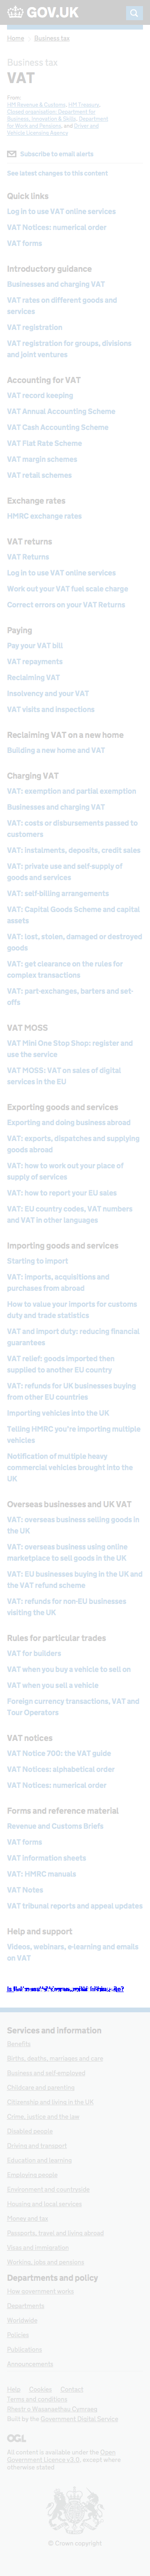 GOV.UK
Home
Business tax
Business tax
VAT
From:
HM Revenue & Customs, HM Treasury,
Closed organisation: Department for
Business, Innovation & Skills, Department
for Work and Pensions, and Driver and
Vehicle Licensing Agency
Subscribe to email alerts
See latest changes to this content
Quick links
Log in to use VAT online services
VAT Notices: numerical order
VAT forms
Introductory guidance
Businesses and charging VAT
VAT rates on different goods and
services
VAT registration
VAT registration for groups, divisions
and joint ventures
Accounting for VAT
VAT record keeping
VAT Annual Accounting Scheme
VAT Cash Accounting Scheme
VAT Flat Rate Scheme
VAT margin schemes
VAT retail schemes
Exchange rates
HMRC exchange rates
VAT returns
VAT Returns
Log in to use VAT online services
Work out your VAT fuel scale charge
Correct errors on your VAT Returns
Paying
Pay your VAT bill
VAT repayments
Reclaiming VAT
Insolvency and your VAT
VAT visits and inspections
Reclaiming VAT on a new home
Building a new home and VAT
Charging VAT
VAT: exemption and partial exemption
Businesses and charging VAT
VAT: costs or disbursements passed to
customers
VAT: instalments, deposits, credit sales
VAT: private use and self-supply of
goods and services
VAT: self-billing arrangements
VAT: Capital Goods Scheme and capital
assets
VAT: lost, stolen, damaged or destroyed
goods
VAT: get clearance on the rules for
complex transactions
VAT: part-exchanges, barters and set-
offs
VAT MOSS
VAT Mini One Stop Shop: register and
use the service
VAT MOSS: VAT on sales of digital
services in the EU
Exporting goods and services
Exporting and doing business abroad
VAT: exports, dispatches and supplying
goods abroad
VAT: how to work out your place of
supply of services
VAT: how to report your EU sales
VAT: EU country codes, VAT numbers
and VAT in other languages
Importing goods and services
Starting to import
VAT: imports, acquisitions and
purchases from abroad
How to value your imports for customs
duty and trade statistics
VAT and import duty: reducing financial
guarantees
VAT relief: goods imported then
supplied to another EU country
VAT: refunds for UK businesses buying
from other EU countries
Importing vehicles into the UK
Telling HMRC you're importing multiple
vehicles
Notification of multiple heavy
commercial vehicles brought into the
UK
Overseas businesses and UK VAT
VAT: overseas business selling goods in
the UK
VAT: overseas business using online
marketplace to sell goods in the UK
VAT: EU businesses buying in the UK and
the VAT refund scheme
VAT: refunds for non-EU businesses
visiting the UK
Rules for particular trades
VAT for builders
VAT when you buy a vehicle to sell on
VAT when you sell a vehicle
Foreign currency transactions, VAT and
Tour Operators
VAT notices
VAT Notice 700: the VAT guide
VAT Notices: alphabetical order
VAT Notices: numerical order
Forms and reference material
Revenue and Customs Briefs
VAT forms
VAT information sheets
VAT: HMRC manuals
VAT Notes
VAT tribunal reports and appeal updates
Help and support
Videos, webinars, e-learning and emails
on VAT
Services and information
Benefits
Births, deaths, marriages and care
Business and self-employed
Childcare and parenting
Citizenship and living in the UK
Crime, justice and the law
Disabled people
Driving and transport
Education and learning
Employing people
Environment and countryside
Housing and local services
Money and tax
Passports, travel and living abroad
Visas and immigration
Working, jobs and pensions
Departments and policy
How government works
Departments
Worldwide
Policies
Publications
Announcements
Help Cookies Contact
Terms and conditions
Rhestr o Wasanaethau Cymraeg
Built by the Government Digital Service
OGL
All content is available under the Open
Government Licence v3.0, except where
otherwise stated
© Crown copyright